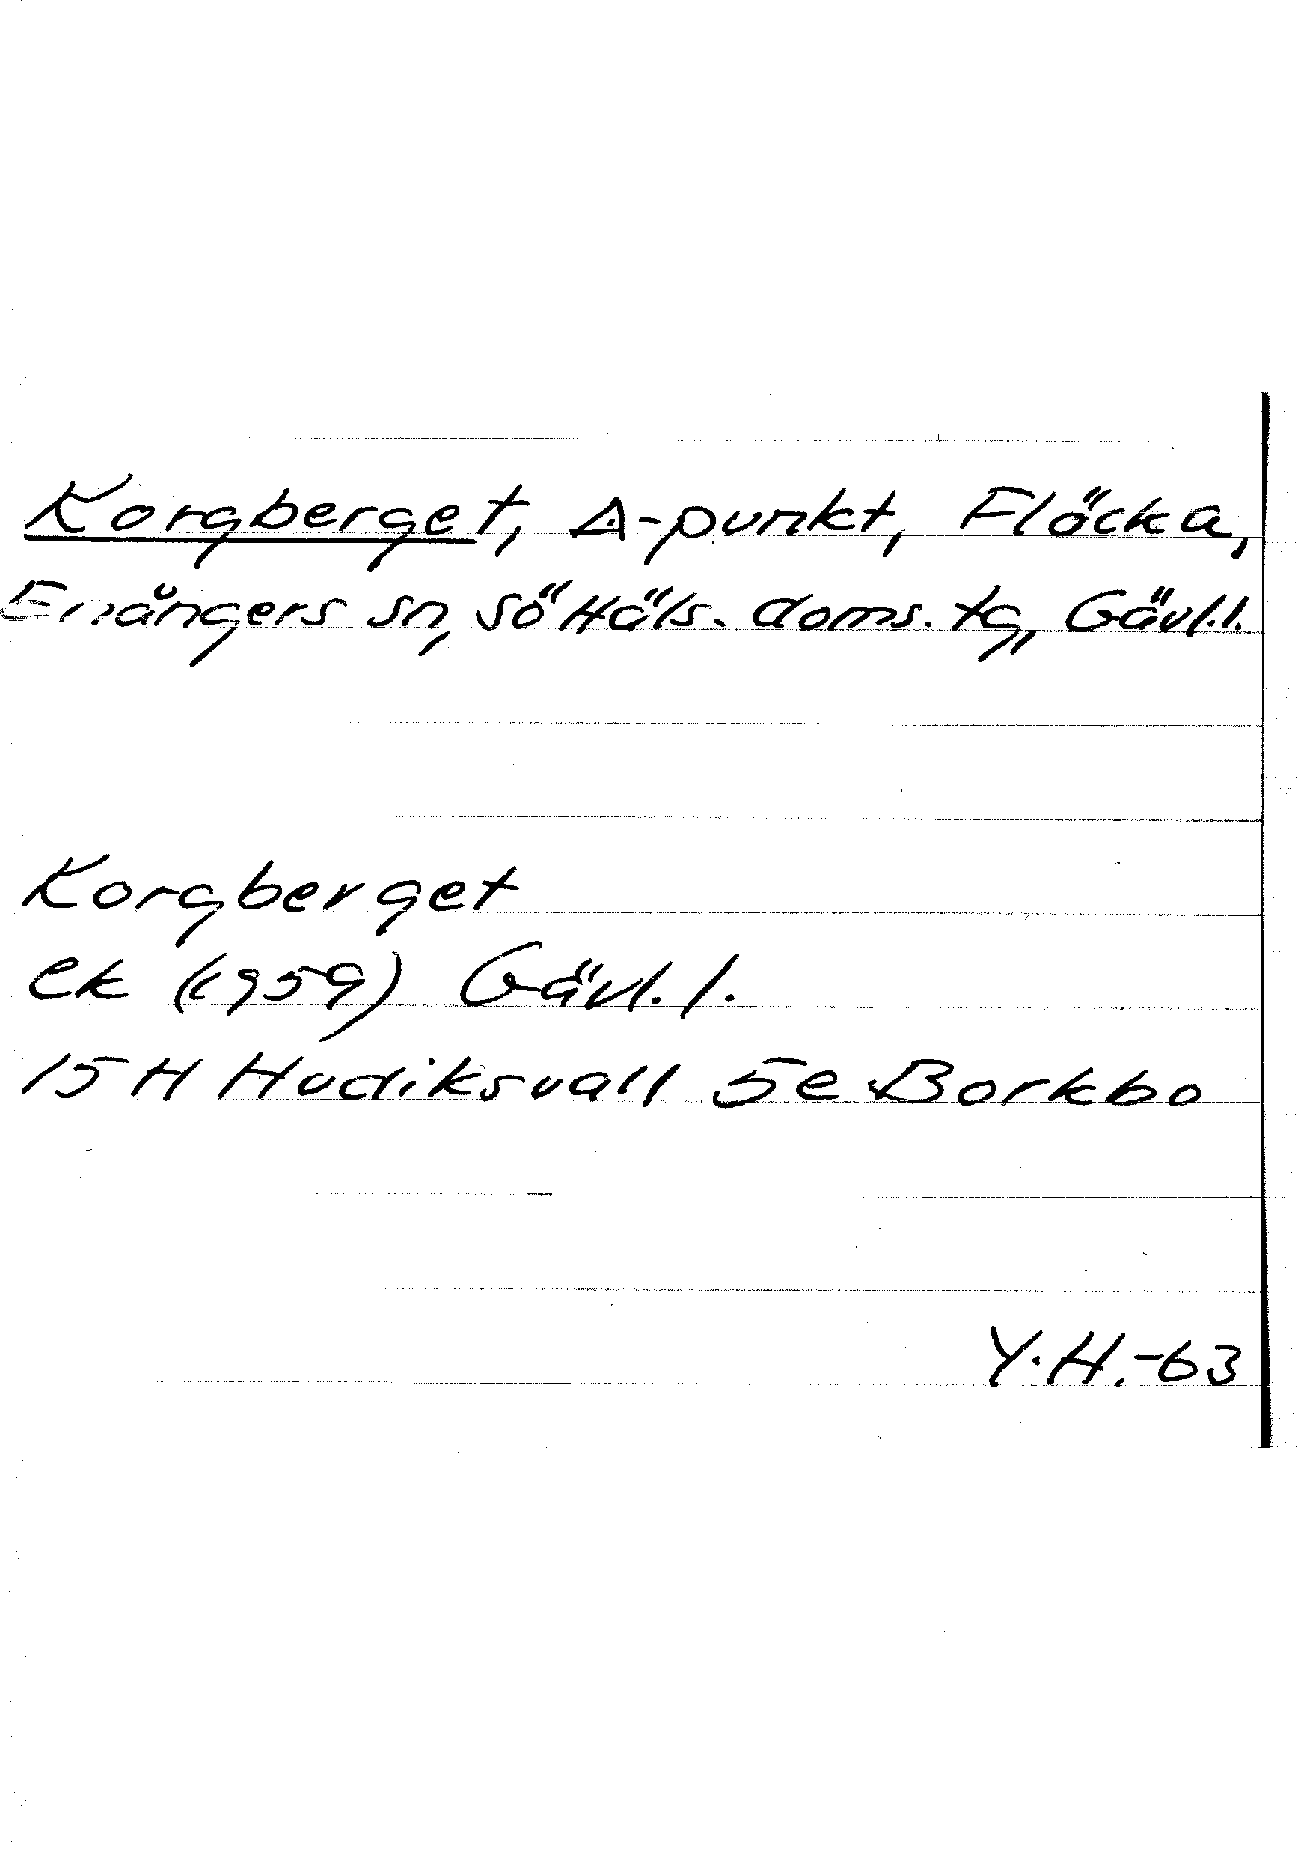 Korgberget, Δ-punkt, Flöcka,
Enångers sn, Sö Häls. doms. tg, Gävl.l.
Korgberget
ek (1959) Gävl. l.
15 H Hudiksvall 5e Borkbo
Y.H.-63